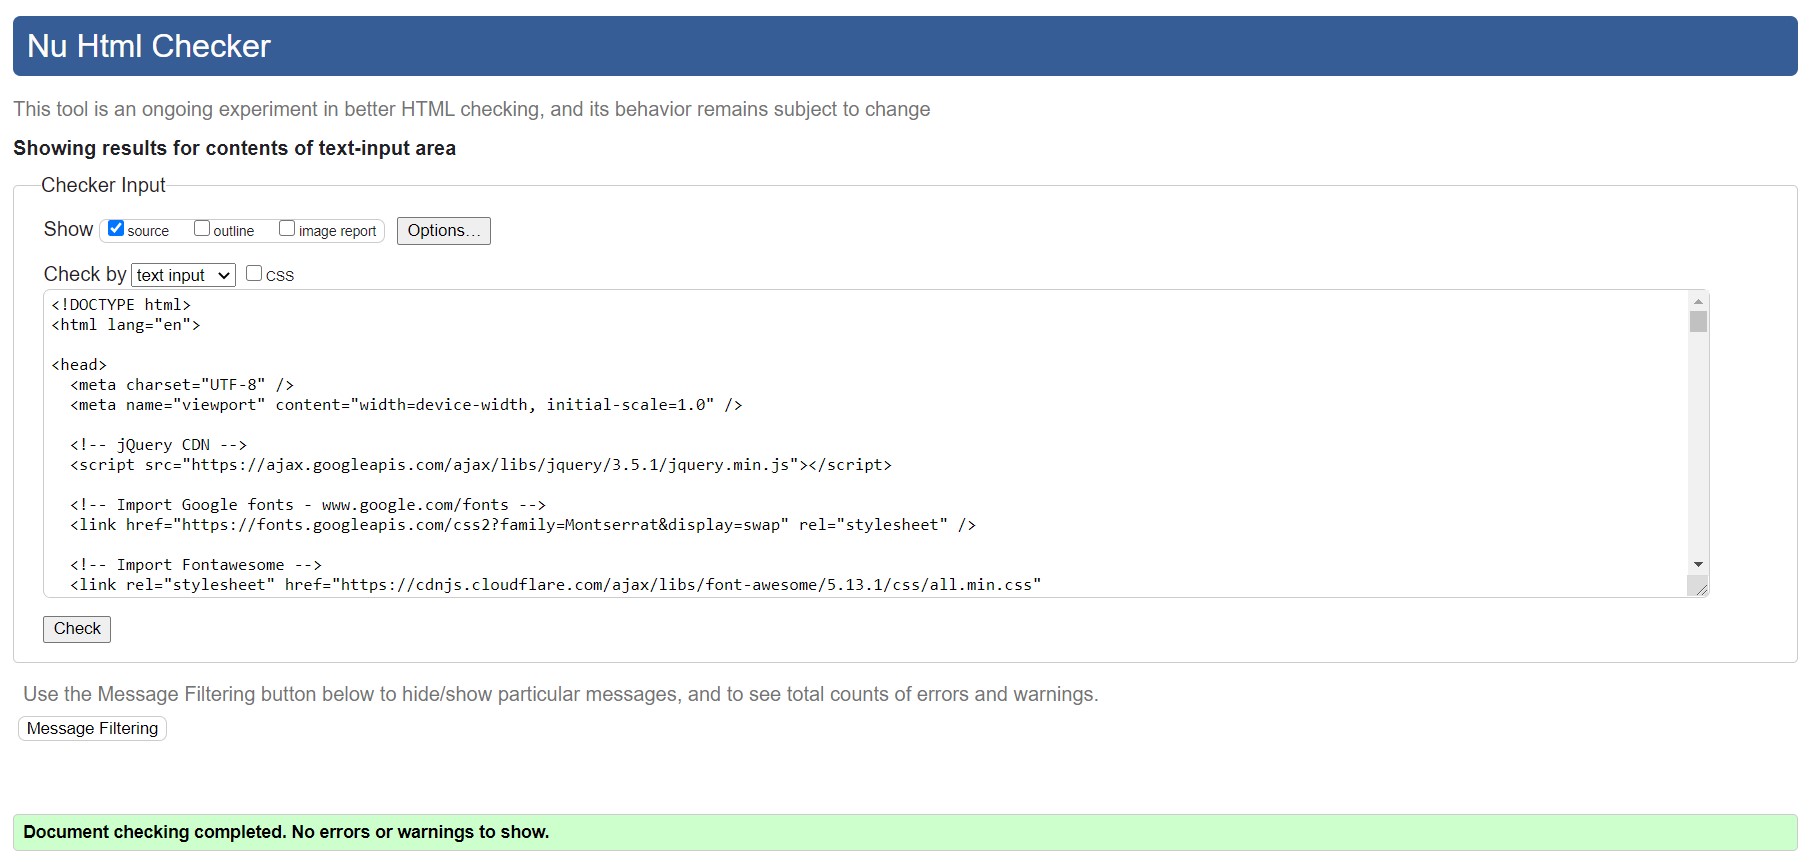 Nu Html Checker
This tool is an ongoing experiment in better HTML checking, and its behavior remains subject to change
Showing results for contents of text-input area
Checker Input
Show source outline image report Options...
Check by text input CSS
<!DOCTYPE html>
<html lang="en">
<head>
<meta charset="UTF-8" />
<meta name="viewport" content="width=device-width, initial-scale=1.0" />
<!-- jQuery CDN -->
<script src="https://ajax.googleapis.com/ajax/libs/jquery/3.5.1/jquery.min.js"></script>
<!-- Import Google fonts - www.google.com/fonts -->
<link href="https://fonts.googleapis.com/css2?family=Montserrat&display=swap" rel="stylesheet" />
<!-- Import Fontawesome -->
<link rel="stylesheet" href="https://cdnjs.cloudflare.com/ajax/libs/font-awesome/5.13.1/css/all.min.css"
Check
Use the Message Filtering button below to hide/show particular messages, and to see total counts of errors and warnings.
Message Filtering
Document checking completed. No errors or warnings to show.